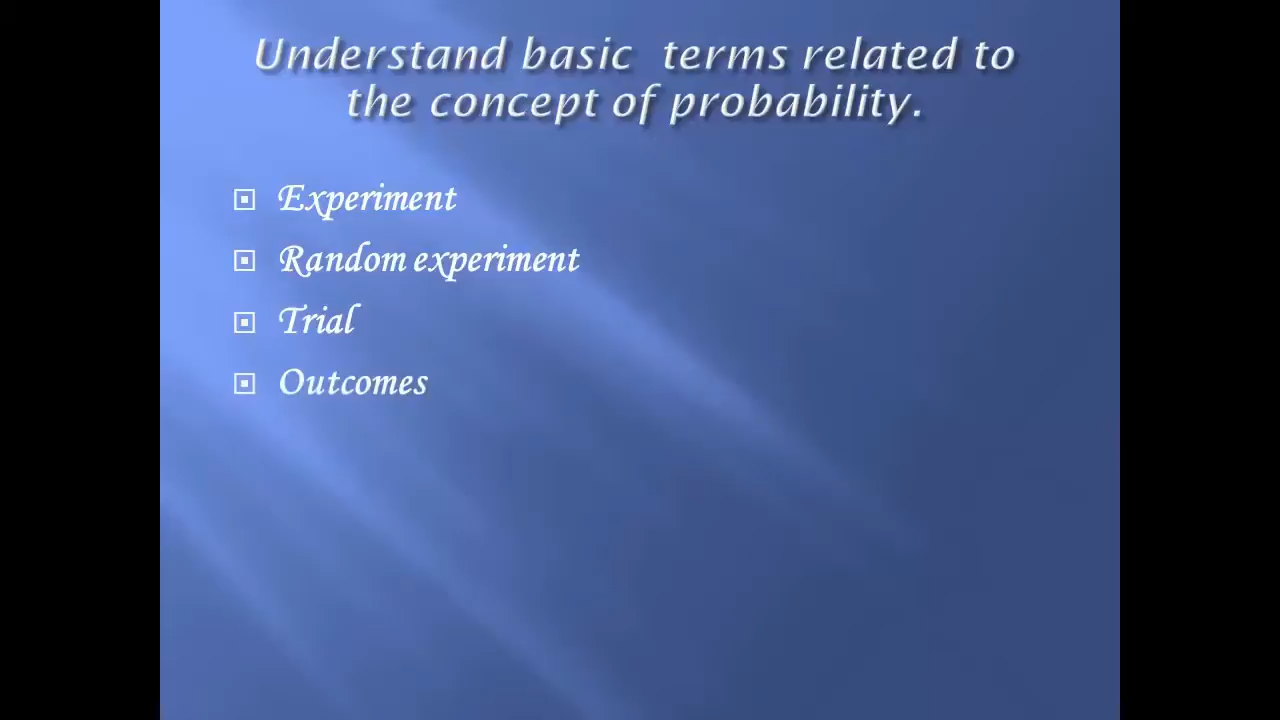 Understand basic  terms related to
the concept of probability.
Experiment
Random experiment
Trial
Outcomes